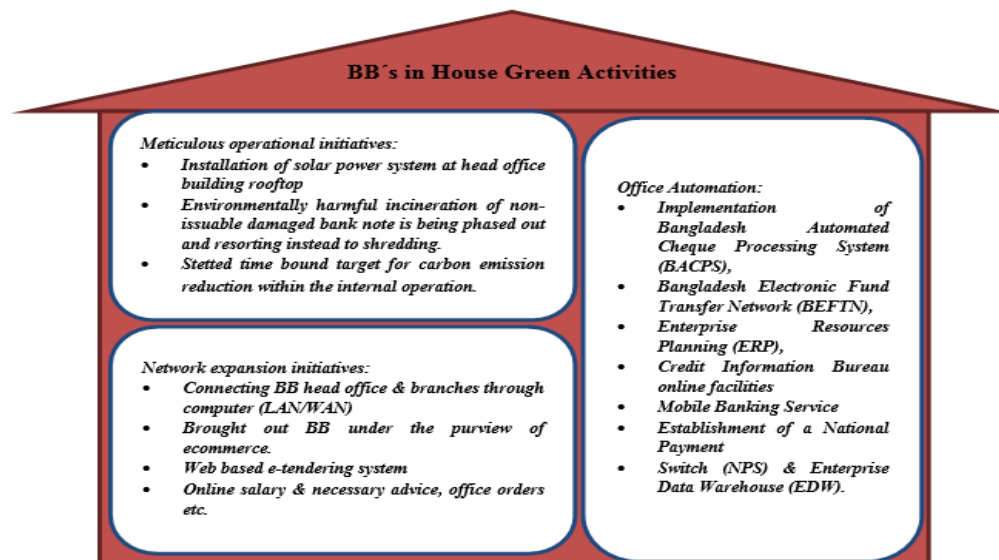 BB´s in House Green Activities
Meticulous operational initiatives:
• Installation of solar power system at head office
building rooftop
• Environmentally harmful incineration of non-
issuable damaged bank note is being phased out
and resorting instead to shredding.
• Stetted time bound target for carbon emission
reduction within the internal operation.
Network expansion initiatives:
• Connecting BB head office & branches through
computer (LAN/WAN)
• Brought out BB under the purview of
ecommerce.
• Web based e-tendering system
• Online salary & necessary advice, office orders
etc.
Office Automation:
• Implementation of
Bangladesh Automated
Cheque Processing System
(BACPS),
• Bangladesh Electronic Fund
Transfer Network (BEFTN),
• Enterprise Resources
Planning (ERP),
• Credit Information Bureau
online facilities
• Mobile Banking Service
• Establishment of a National
Payment
• Switch (NPS) & Enterprise
Data Warehouse (EDW).